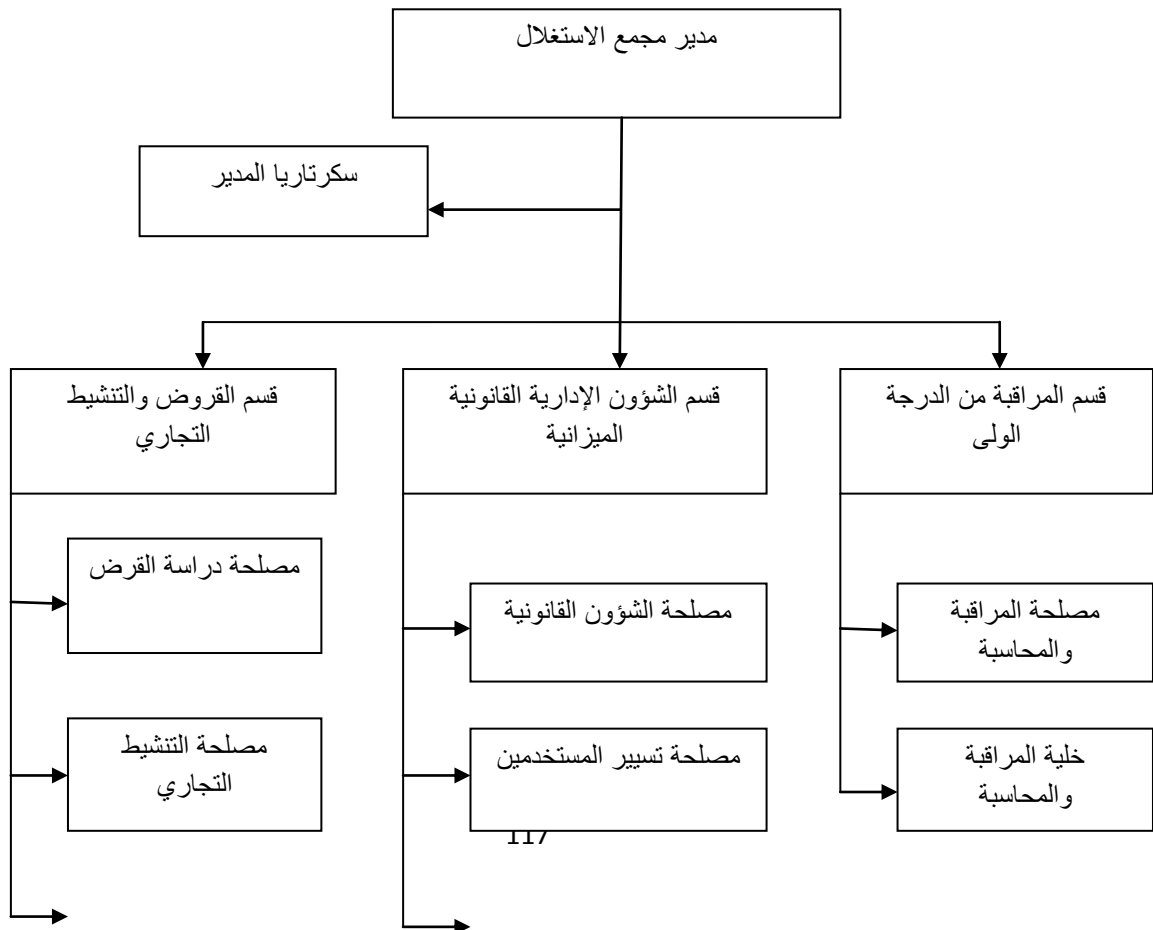 مدير مجمع الاستغلال
سكرتاريا المدير
قسم المراقبة من الدرجة
الولى
قسم الشؤون الإدارية القانونية
الميزانية
قسم القروض والتنشيط
التجاري
مصلحة المراقبة
والمحاسبة
خلية المراقبة
والمحاسبة
مصلحة الشؤون القانونية
مصلحة تسيير المستخدمين
مصلحة دراسة القرض
مصلحة التنشيط
التجاري
117